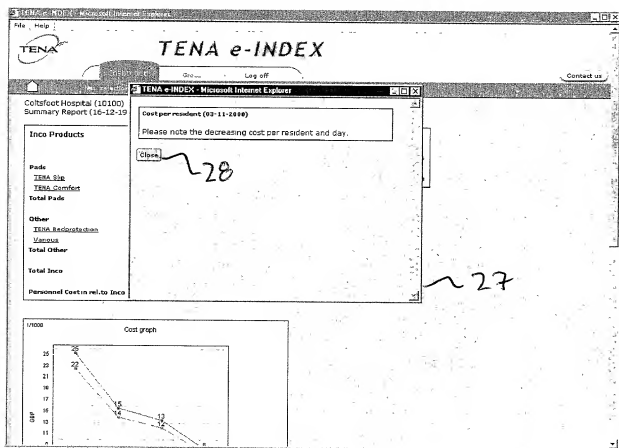 TENA e-INDEX - Microsoft Internet Explorer
File Help
TENA
TENA e-INDEX
Log off
Contact us
TENA e-INDEX - Microsoft Internet Explorer
Coltsfoot Hospital (10100)
Summary Report (16-12-19
Cost per resident (03-11-2000)
Please note the decreasing cost per resident and day.
Close
28
Inco Products
Pads
TENA Slip
TENA Comfort
Total Pads
Other
TENA Bedprotection
Various
Total Other
Total Inco
27
Personnel Cost in rel. to Inco
1/1000
Cost graph
GBP
25
23
21
19
17
15
13
11
9
25
22
15
14
13
12